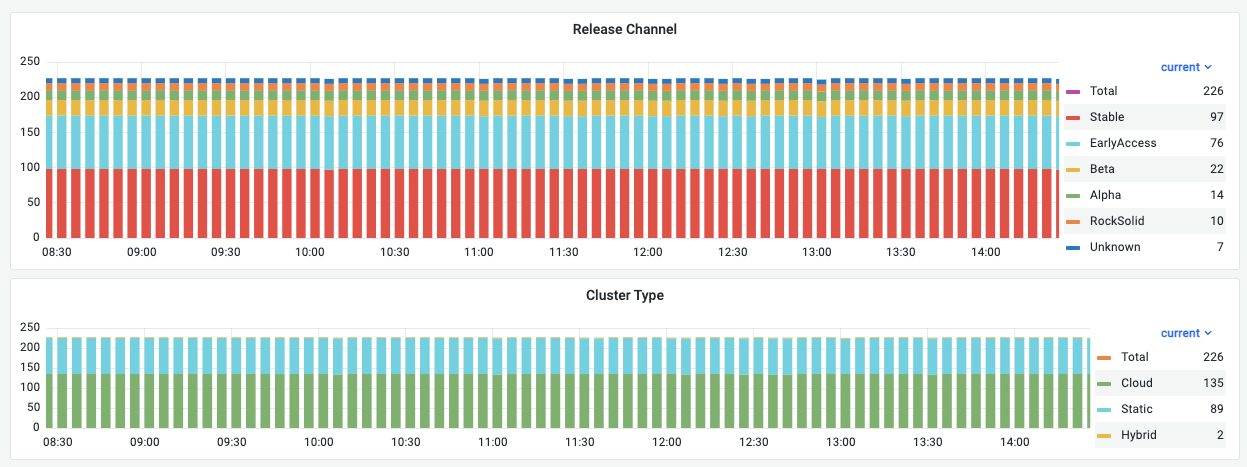 Release Channel
250
200
150
100
50
0
08:30 09:00 09:30 10:00 10:30 11:00 11:30 12:00 12:30 13:00 13:30 14:00
current
Total 226
Stable 97
EarlyAccess 76
Beta 22
Alpha 14
RockSolid 10
Unknown 7
Cluster Type
250
200
150
100
50
0
08:30 09:00 09:30 10:00 10:30 11:00 11:30 12:00 12:30 13:00 13:30 14:00
current
Total 226
Cloud 135
Static 89
Hybrid 2